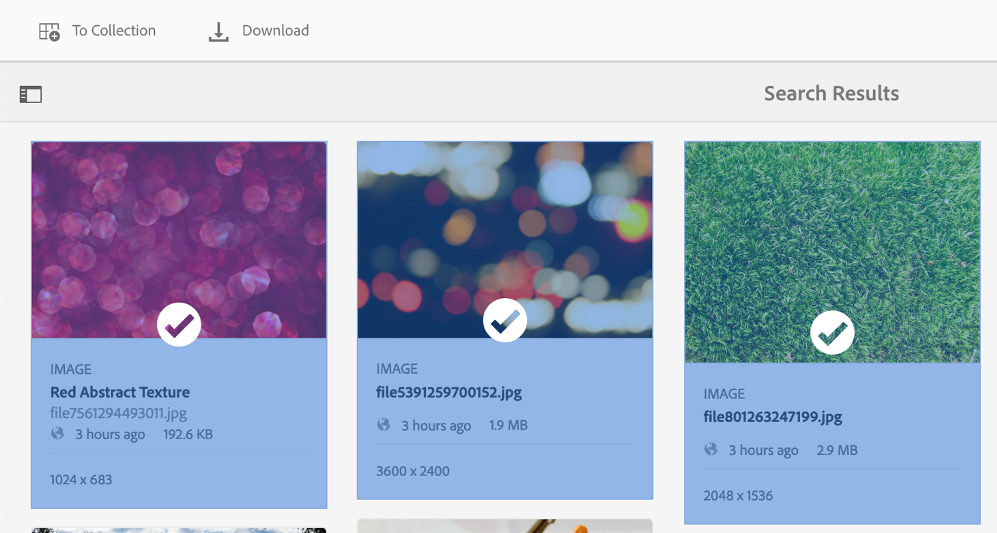 To Collection
Download
Search Results
IMAGE
Red Abstract Texture
file7561294493011.jpg
3 hours ago 192.6 KB
1024 x 683
IMAGE
file5391259700152.jpg
3 hours ago 1.9 MB
3600 x 2400
IMAGE
file801263247199.jpg
3 hours ago 2.9 MB
2048 x 1536